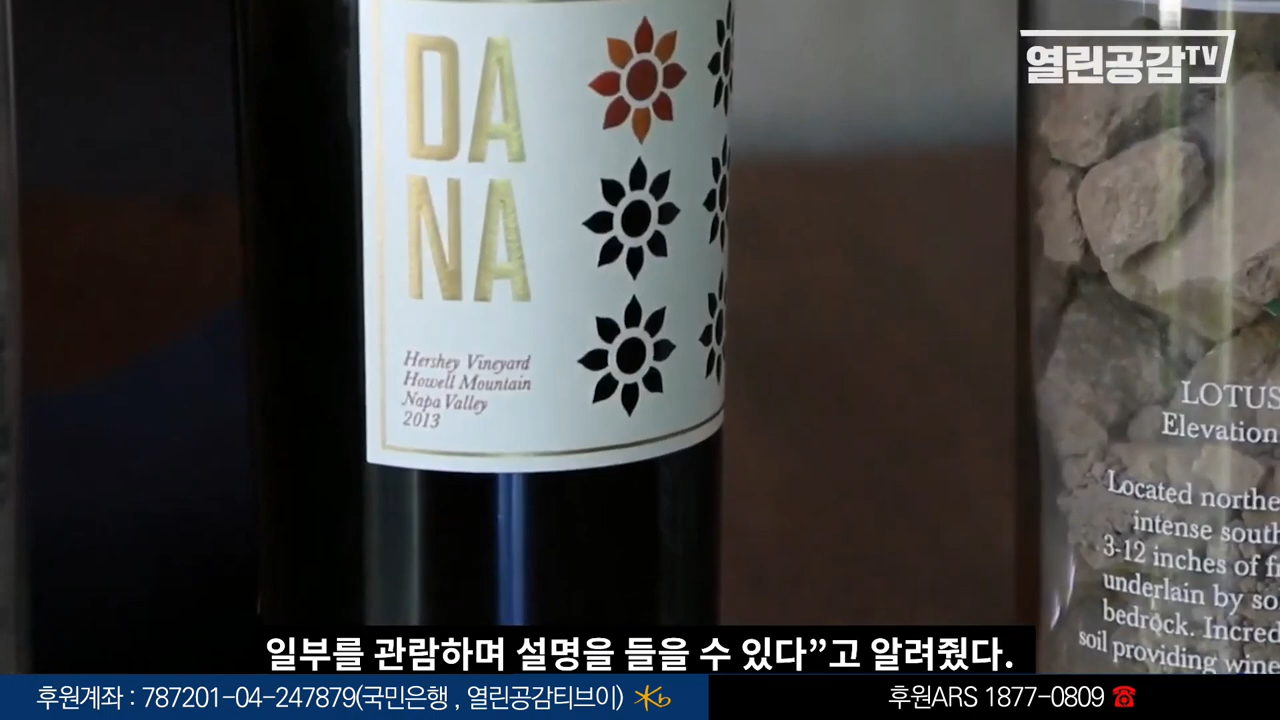 열린공감TV
DA
NA
Hershey Vineyard
Howell Mountain
Napa Valley
2013
LOTUS
Elevation
Located northe
intense south
3-12 inches of
underlain by so
bedrock. Incred
soil providing wine
일부를 관람하며 설명을 들을 수 있다”고 알려줬다.
후원계좌 : 787201-04-247879(국민은행 , 열린공감티브이)
후원ARS 1877-0809